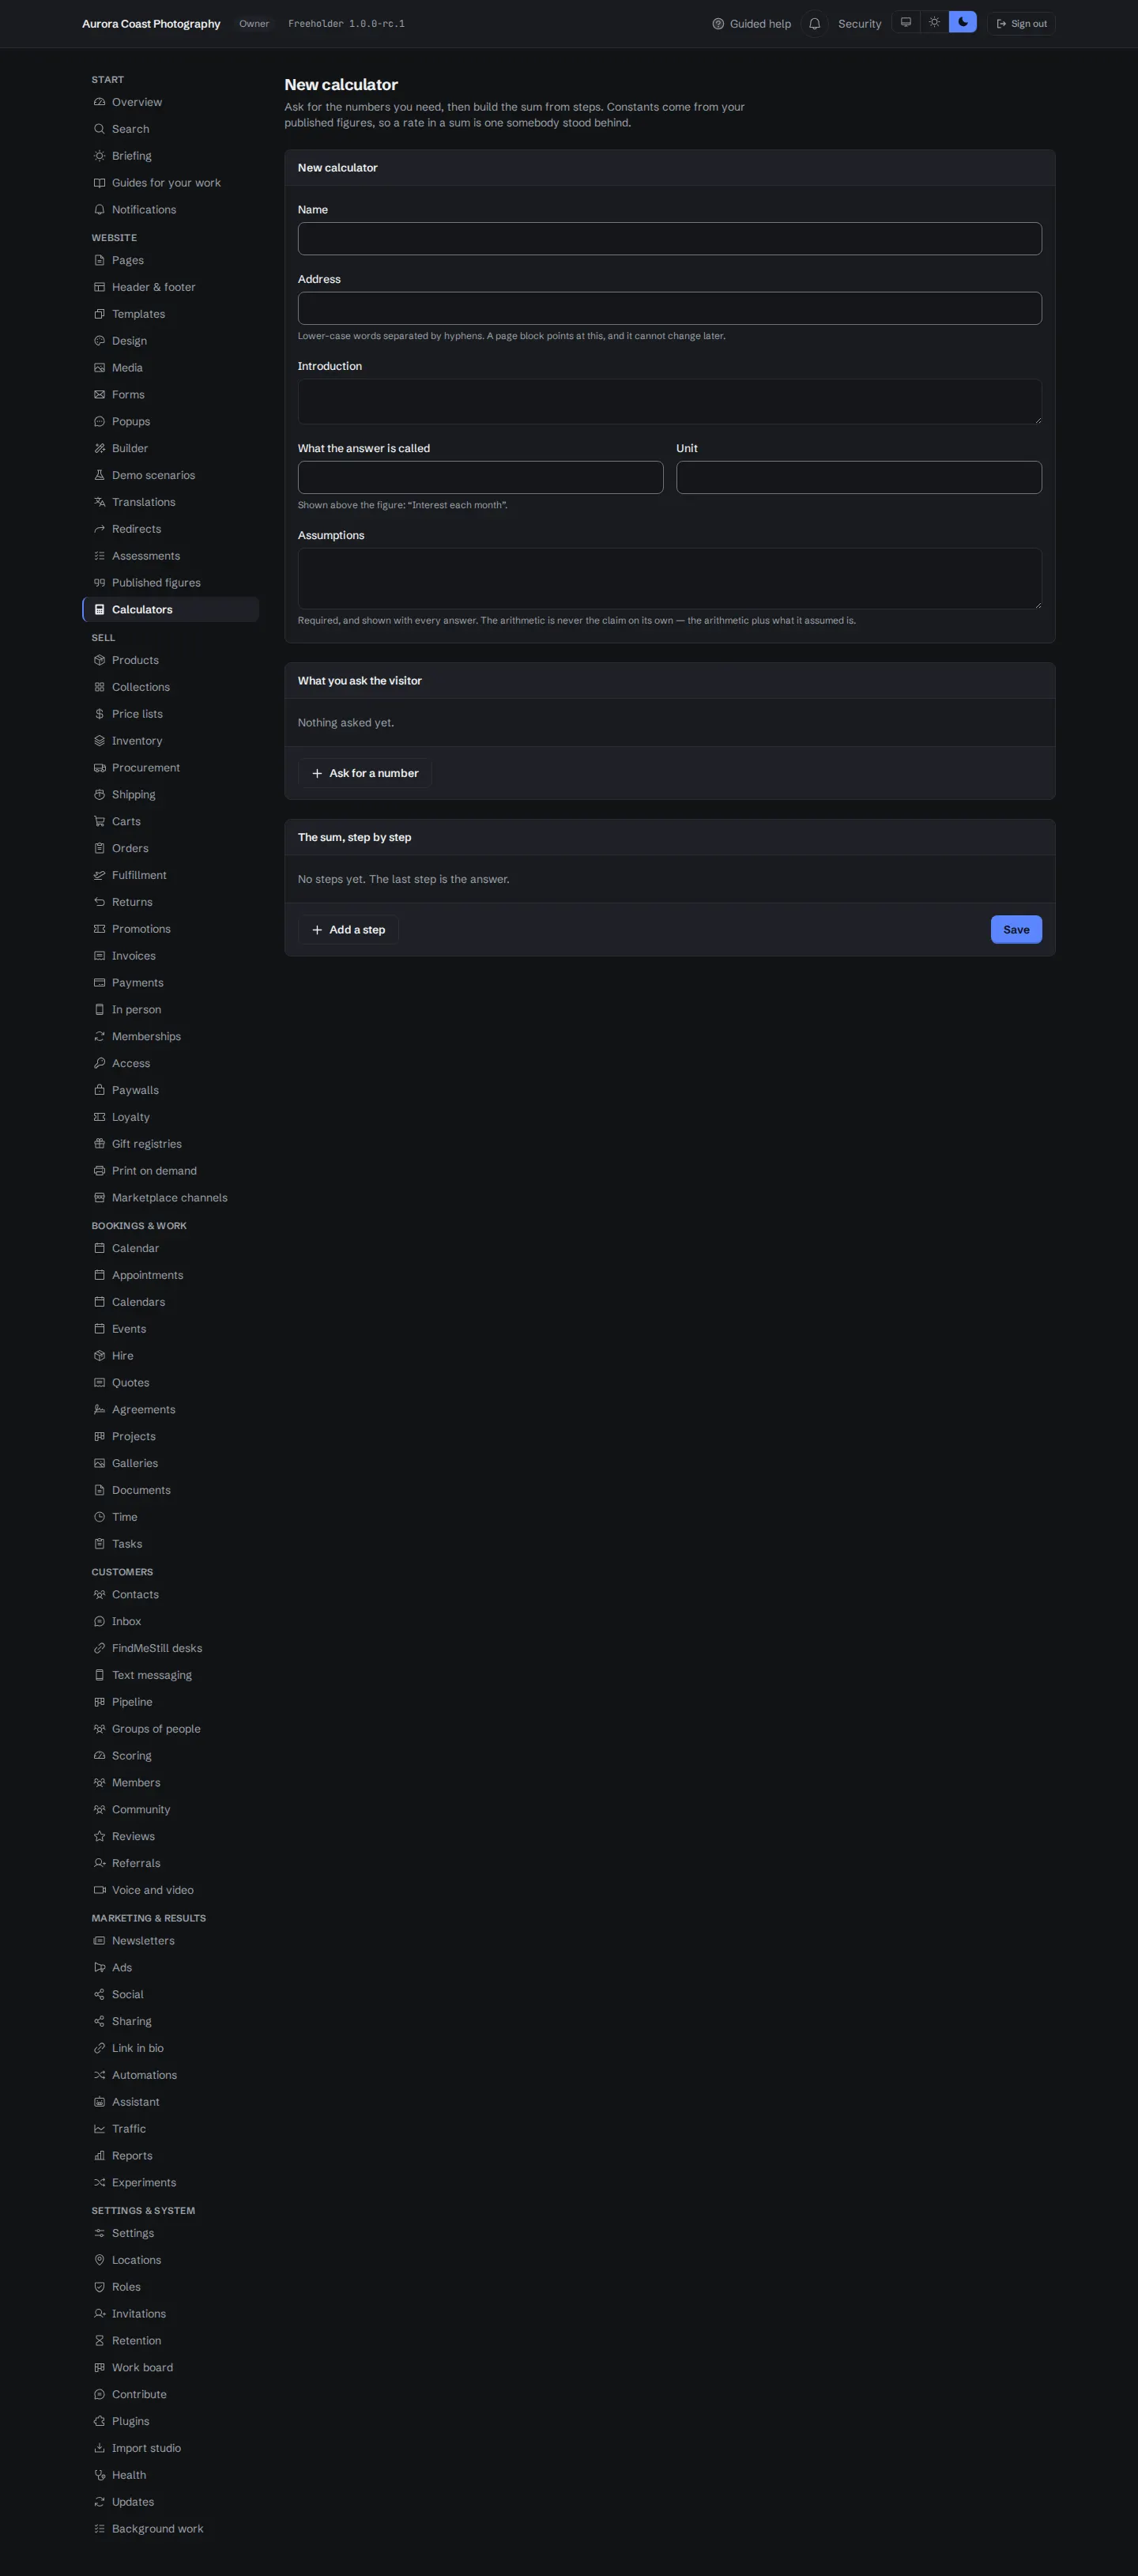 Aurora Coast Photography
Owner
Freeholder 1.0.0-rc.1
Guided help
Security
Sign out
START
Overview
Search
Briefing
Guides for your work
Notifications
WEBSITE
Pages
Header & footer
Templates
Design
Media
Forms
Popups
Builder
Demo scenarios
Translations
Redirects
Assessments
Published figures
Calculators
SELL
Products
Collections
Price lists
Inventory
Procurement
Shipping
Carts
Orders
Fulfillment
Returns
Promotions
Invoices
Payments
In person
Memberships
Access
Paywalls
Loyalty
Gift registries
Print on demand
Marketplace channels
BOOKINGS & WORK
Calendar
Appointments
Calendars
Events
Hire
Quotes
Agreements
Projects
Galleries
Documents
Time
Tasks
CUSTOMERS
Contacts
Inbox
FindMeStill desks
Text messaging
Pipeline
Groups of people
Scoring
Members
Community
Reviews
Referrals
Voice and video
MARKETING & RESULTS
Newsletters
Ads
Social
Sharing
Link in bio
Automations
Assistant
Traffic
Reports
Experiments
SETTINGS & SYSTEM
Settings
Locations
Roles
Invitations
Retention
Work board
Contribute
Plugins
Import studio
Health
Updates
Background work
New calculator
Ask for the numbers you need, then build the sum from steps. Constants come from your
published figures, so a rate in a sum is one somebody stood behind.
New calculator
Name
Address
Lower-case words separated by hyphens. A page block points at this, and it cannot change later.
Introduction
What the answer is called
Unit
Shown above the figure: “Interest each month”.
Assumptions
Required, and shown with every answer. The arithmetic is never the claim on its own — the arithmetic plus what it assumed is.
What you ask the visitor
Nothing asked yet.
Ask for a number
The sum, step by step
No steps yet. The last step is the answer.
Add a step
Save